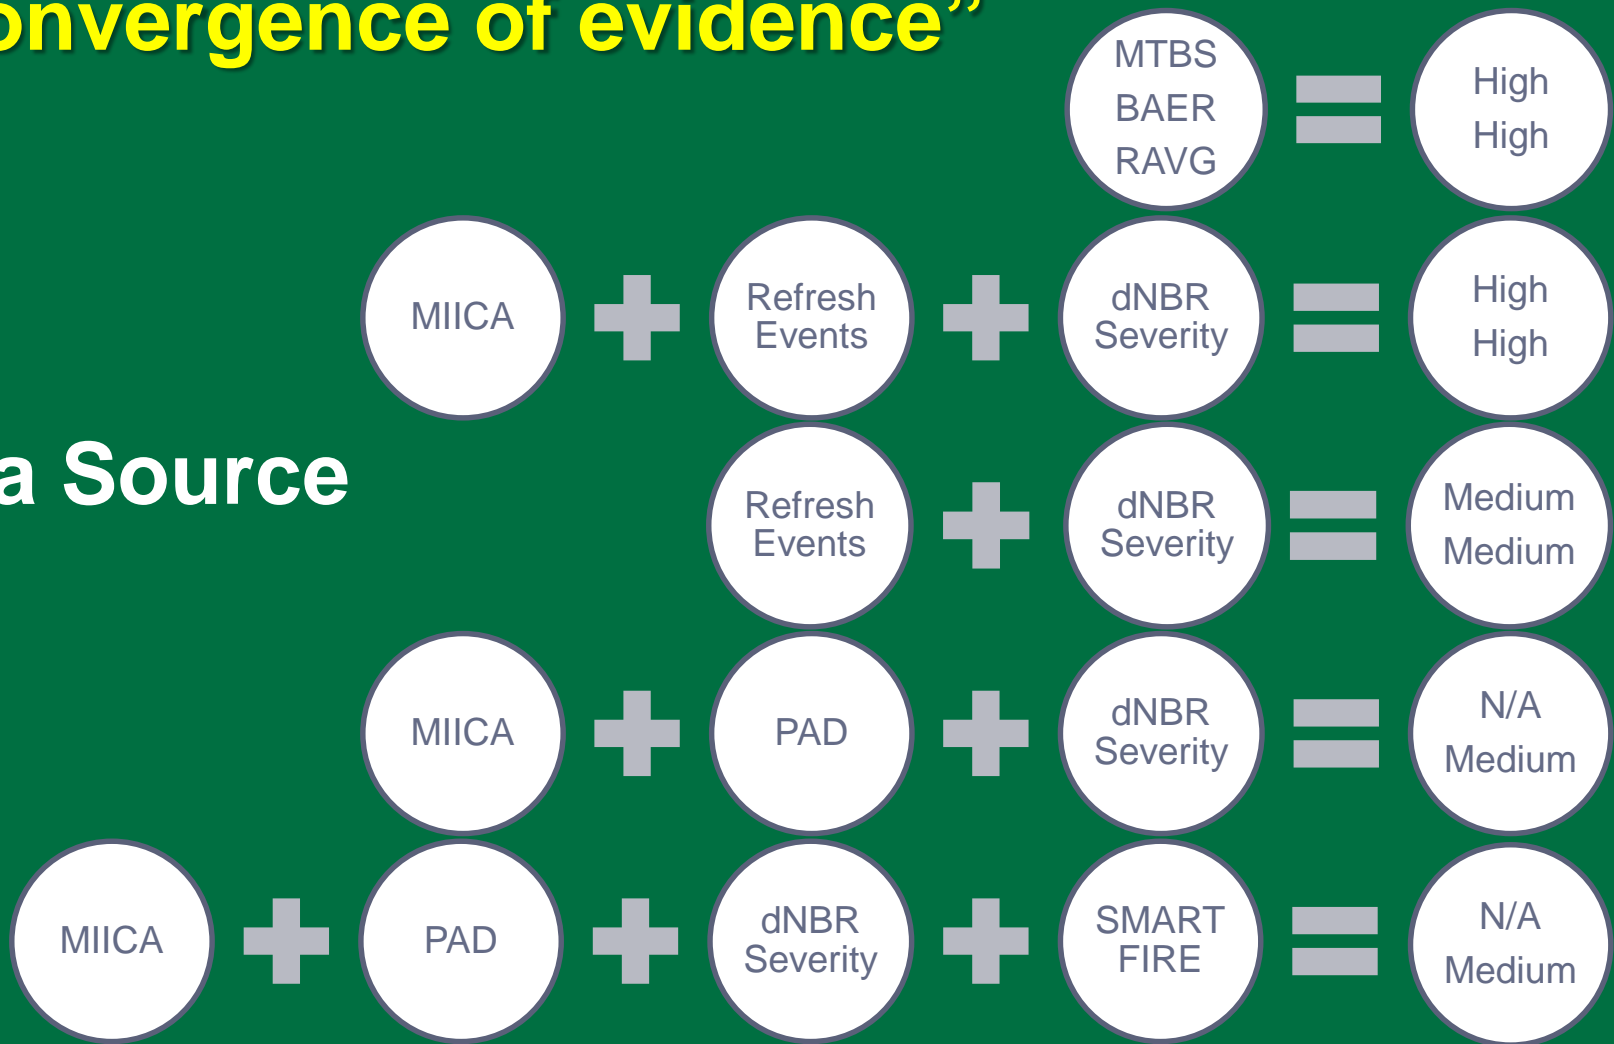 onvergence of evidence”
MTBS
BAER
RAVG
High
High
MIICA
Refresh
Events
dNBR
Severity
High
High
a Source
Refresh
Events
dNBR
Severity
Medium
Medium
MIICA
PAD
dNBR
Severity
N/A
Medium
MIICA
PAD
dNBR
Severity
SMART
FIRE
N/A
Medium